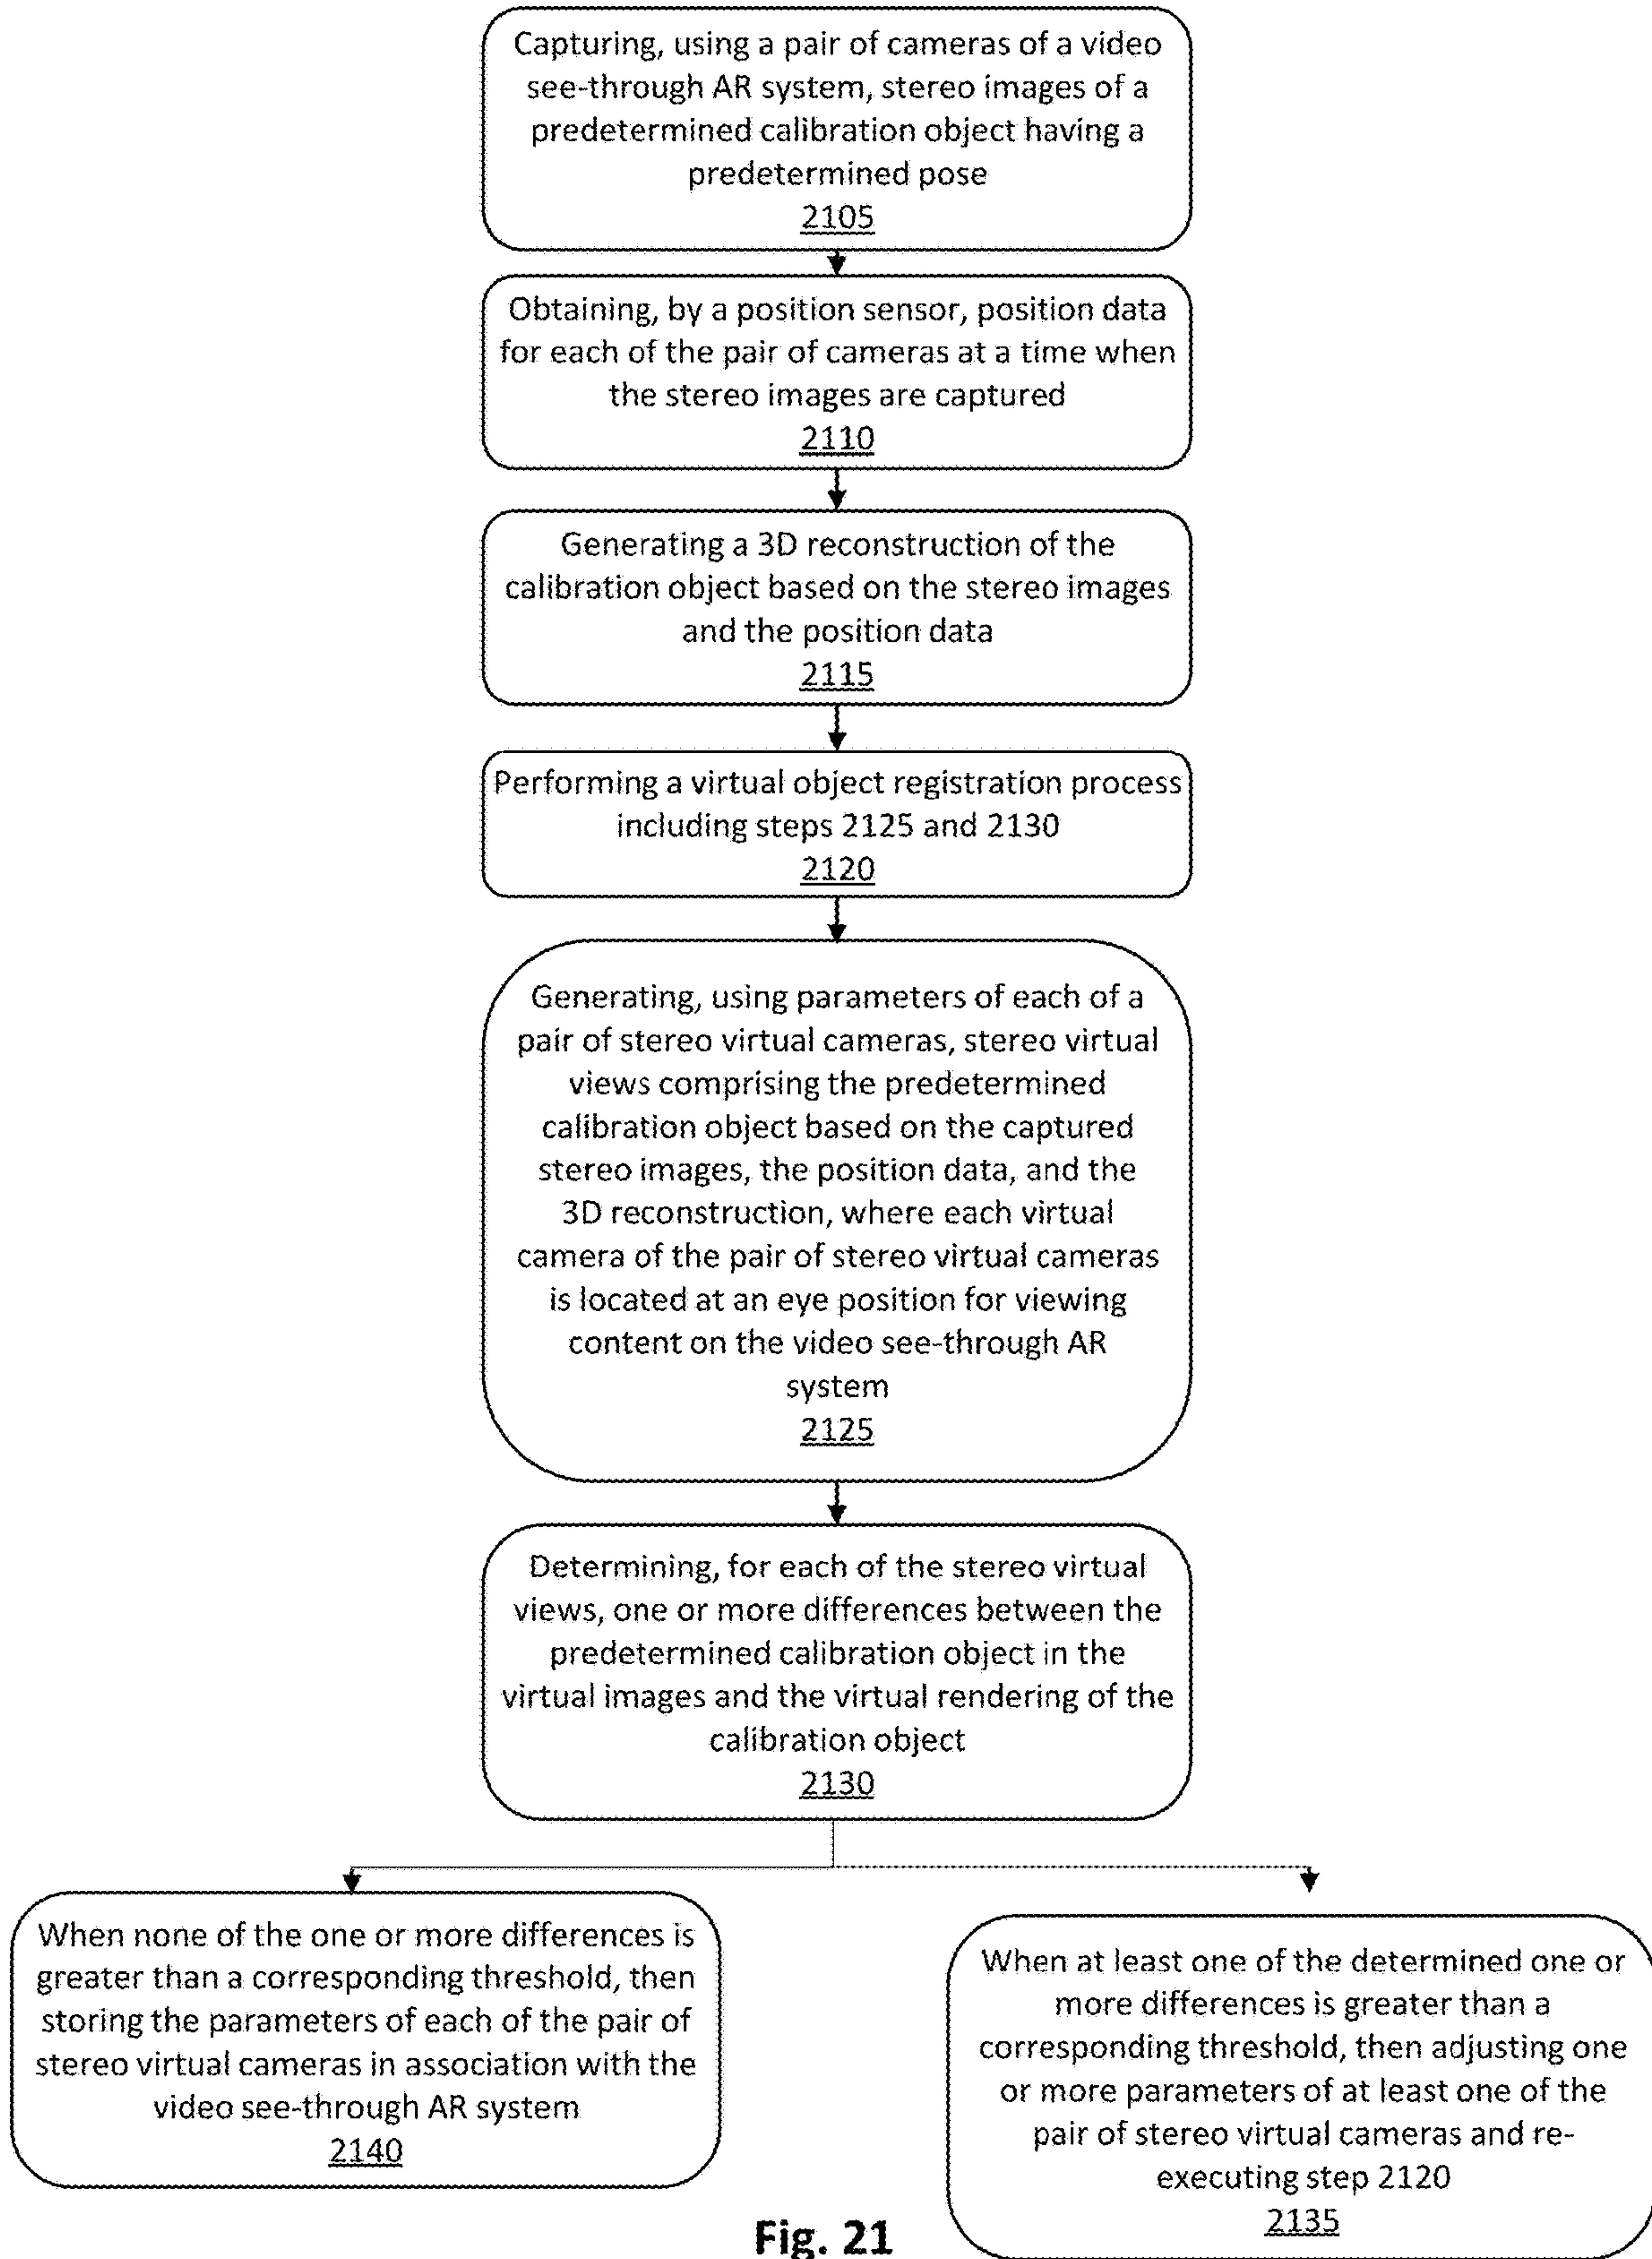 Capturing, using a pair of cameras of a video
see-through AR system, stereo images of a
predetermined calibration object having a
predetermined pose
2105
Obtaining, by a position sensor, position data
for each of the pair of cameras at a time when
the stereo images are captured
2110
Generating a 3D reconstruction of the
calibration object based on the stereo images
and the position data
2115
Performing a virtual object registration process
including steps 2125 and 2130
2120
Generating, using parameters of each of a
pair of stereo virtual cameras, stereo virtual
views comprising the predetermined
calibration object based on the captured
stereo images, the position data, and the
3D reconstruction, where each virtual
camera of the pair of stereo virtual cameras
is located at an eye position for viewing
content on the video see-through AR
system
2125
Determining, for each of the stereo virtual
views, one or more differences between the
predetermined calibration object in the
virtual images and the virtual rendering of the
calibration object
2130
When none of the one or more differences is
greater than a corresponding threshold, then
storing the parameters of each of the pair of
stereo virtual cameras in association with the
video see-through AR system
2140
When at least one of the determined one or
more differences is greater than a
corresponding threshold, then adjusting one
or more parameters of at least one of the
pair of stereo virtual cameras and re-
executing step 2120
2135
Fig. 21